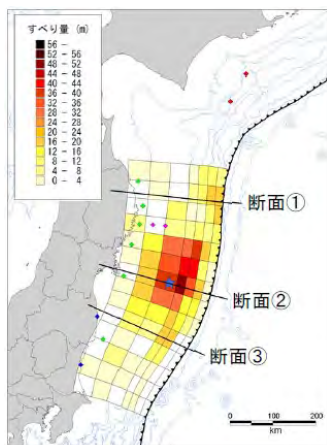 すべり量 (m)
56 -
52 - 56
48 - 52
44 - 48
40 - 44
36 - 40
32 - 36
28 - 32
24 - 28
20 - 24
16 - 20
12 - 16
8 - 12
4 - 8
0 - 4
断面①
断面②
断面③
0 100 200
km